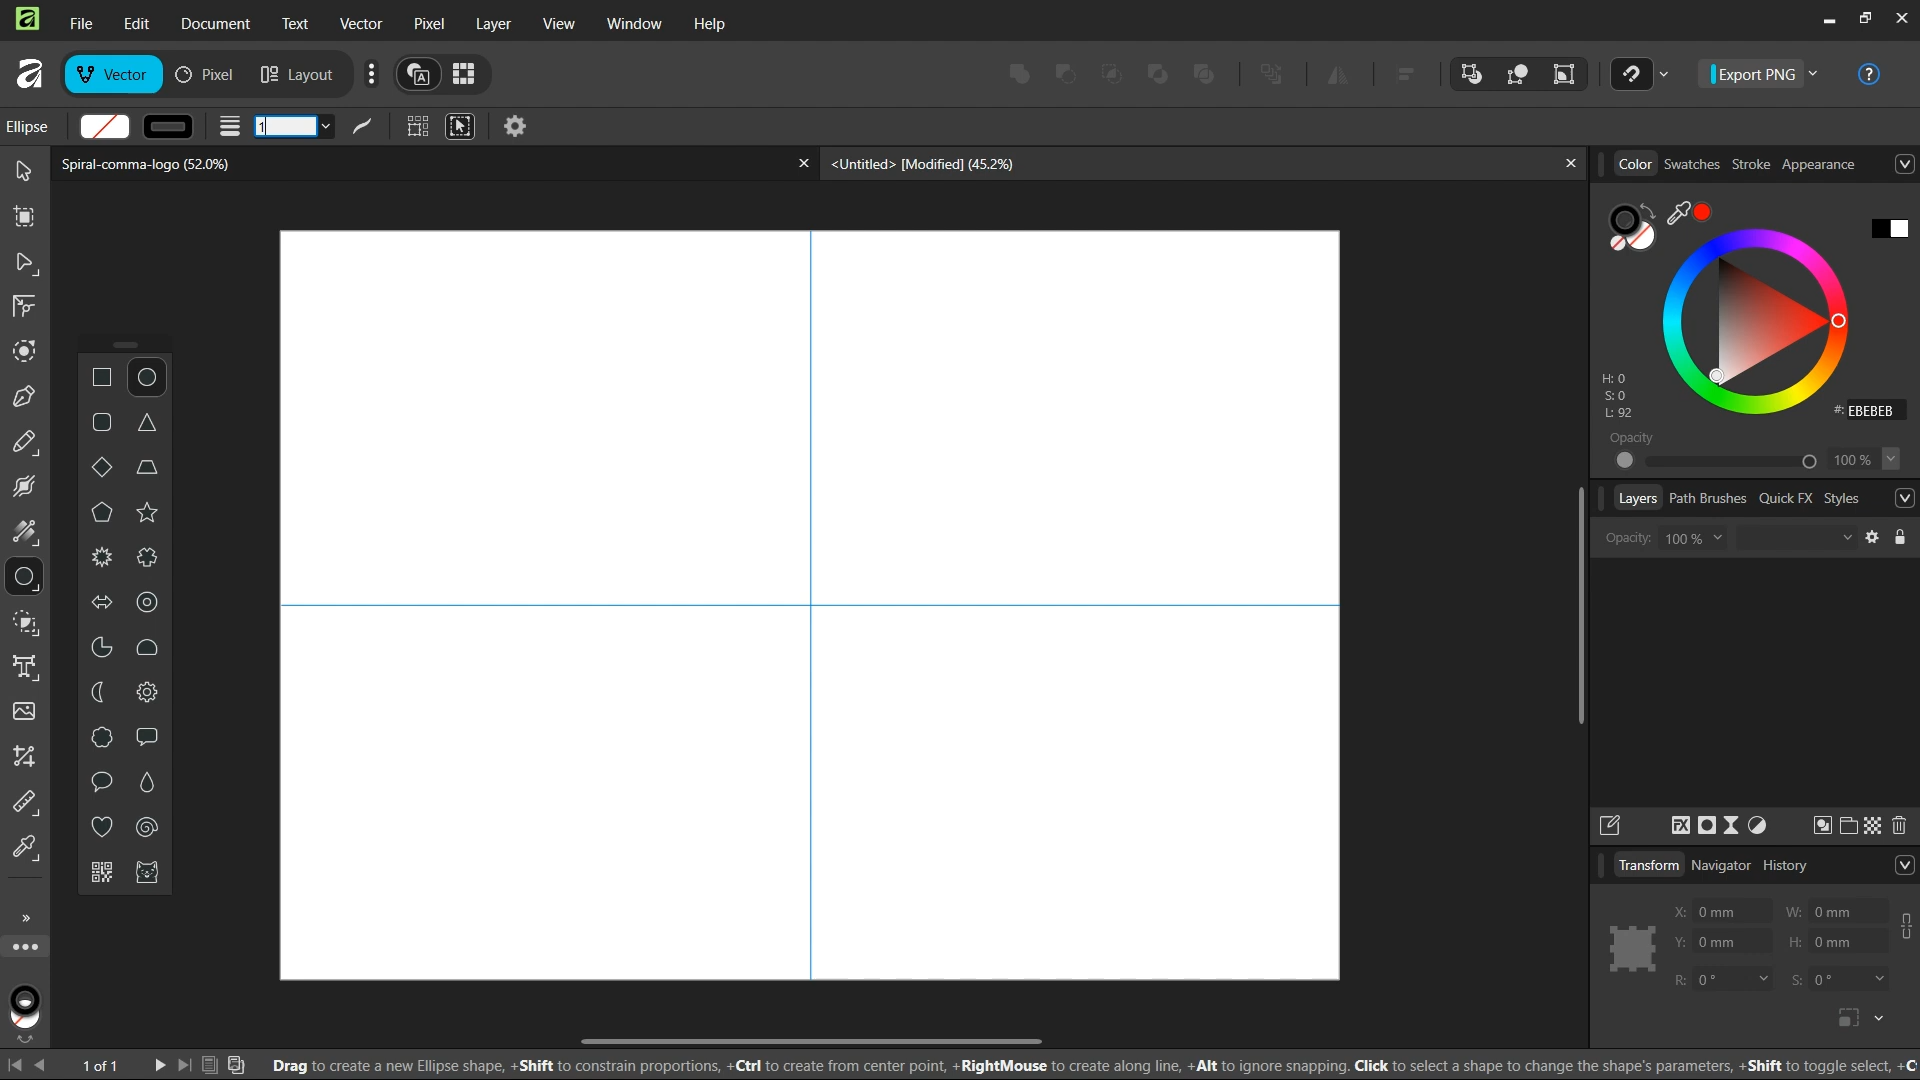 File Edit Document Text Vector Pixel Layer View Window Help
Vector Pixel Layout Export PNG ?
Ellipse 1
Spiral-comma-logo (52.0%) <Untitled> [Modified] (45.2%)
Color Swatches Stroke Appearance
H: 0
S: 0
L: 92
#: EBEBEB
Opacity
100 %
Layers Path Brushes Quick FX Styles
Opacity: 100 %
FX
Transform Navigator History
X: 0 mm W: 0 mm
Y: 0 mm H: 0 mm
R: 0 ° S: 0 °
1 of 1 Drag to create a new Ellipse shape, +Shift to constrain proportions, +Ctrl to create from center point, +RightMouse to create along line, +Alt to ignore snapping. Click to select a shape to change the shape's parameters, +Shift to toggle select, +C